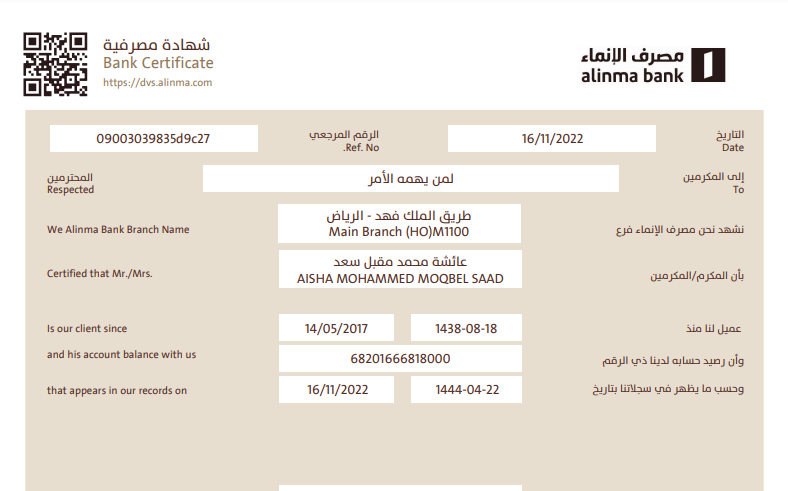 شهادة مصرفية
Bank Certificate
https://dvs.alinma.com
مصرف الإنماء
alinma bank
التاريخ
Date
16/11/2022
الرقم المرجعي
Ref. No.
09003039835d9c27
إلى المكرمين
To
لمن يهمه الأمر
المحترمين
Respected
نشهد نحن مصرف الإنماء فرع
طريق الملك فهد - الرياض
Main Branch (HO)M1100
We Alinma Bank Branch Name
بأن المكرم/المكرمين
عائشة محمد مقبل سعد
AISHA MOHAMMED MOQBEL SAAD
Certified that Mr./Mrs.
عميل لنا منذ
1438-08-18
14/05/2017
Is our client since
وأن رصيد حسابه لدينا ذي الرقم
68201666818000
and his account balance with us
وحسب ما يظهر في سجلاتنا بتاريخ
1444-04-22
16/11/2022
that appears in our records on